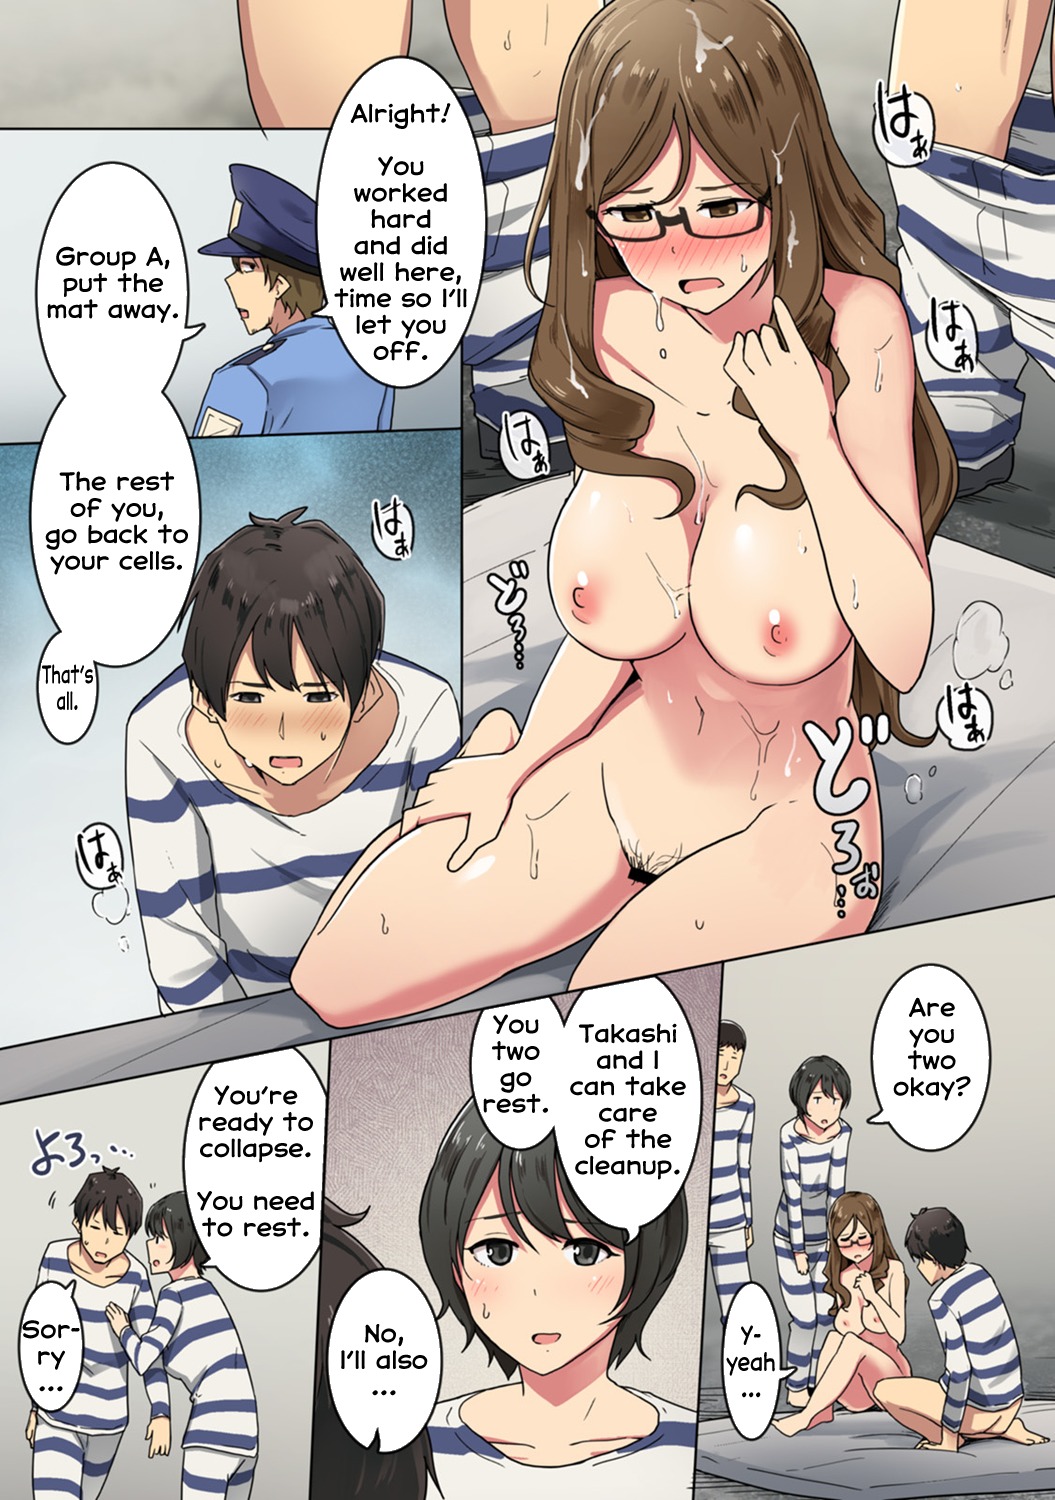 Alright!
You
worked
hard
and did
well here,
time so I'll
let you
off.
Group A,
put the
mat away.
The rest
of you,
go back to
your cells.
That's
all.
はぁ
はぁ
はぁ
はぁ
はぁ
はぁ
どろ…
どろぉ…
Are
you
two
okay?
y-
yeah
...
Takashi
and I
can take
care
of the
cleanup.
You
two
go
rest.
No,
I'll also
...
You're
ready to
collapse.
You need
to rest.
よろっ…
Sor-
ry
...